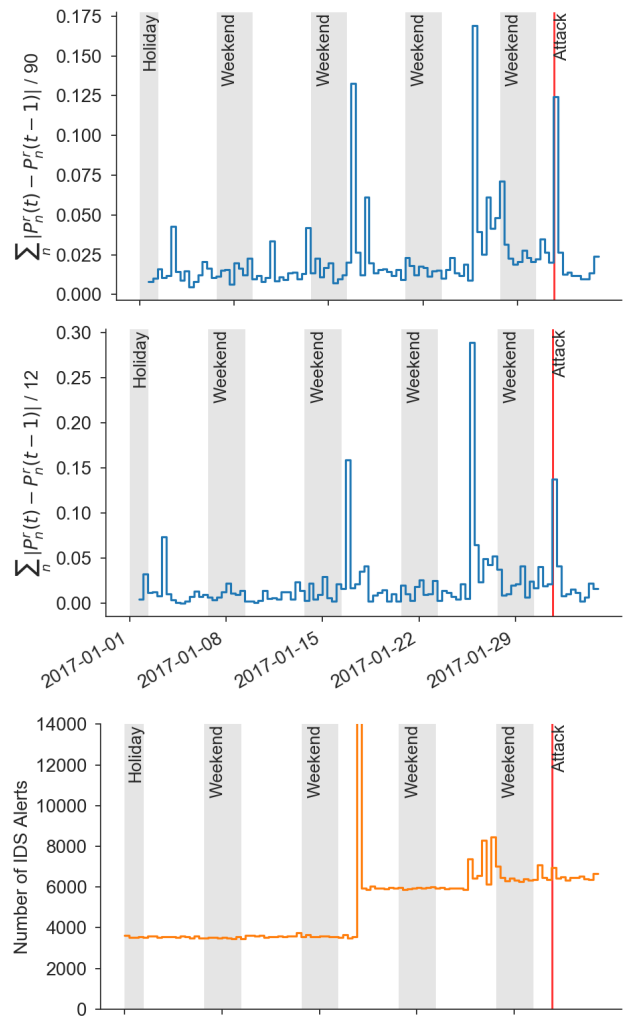 0.175
0.150
0.125
0.100
0.075
0.050
0.025
0.000
∑ₙ |Pₙʳ(t) − Pₙʳ(t − 1)| / 90
Holiday
Weekend
Weekend
Weekend
Weekend
Attack
0.30
0.25
0.20
0.15
0.10
0.05
0.00
∑ₙ |Pₙʳ(t) − Pₙʳ(t − 1)| / 12
Holiday
Weekend
Weekend
Weekend
Weekend
Attack
2017-01-01
2017-01-08
2017-01-15
2017-01-22
2017-01-29
14000
12000
10000
8000
6000
4000
2000
0
Number of IDS Alerts
Holiday
Weekend
Weekend
Weekend
Weekend
Attack